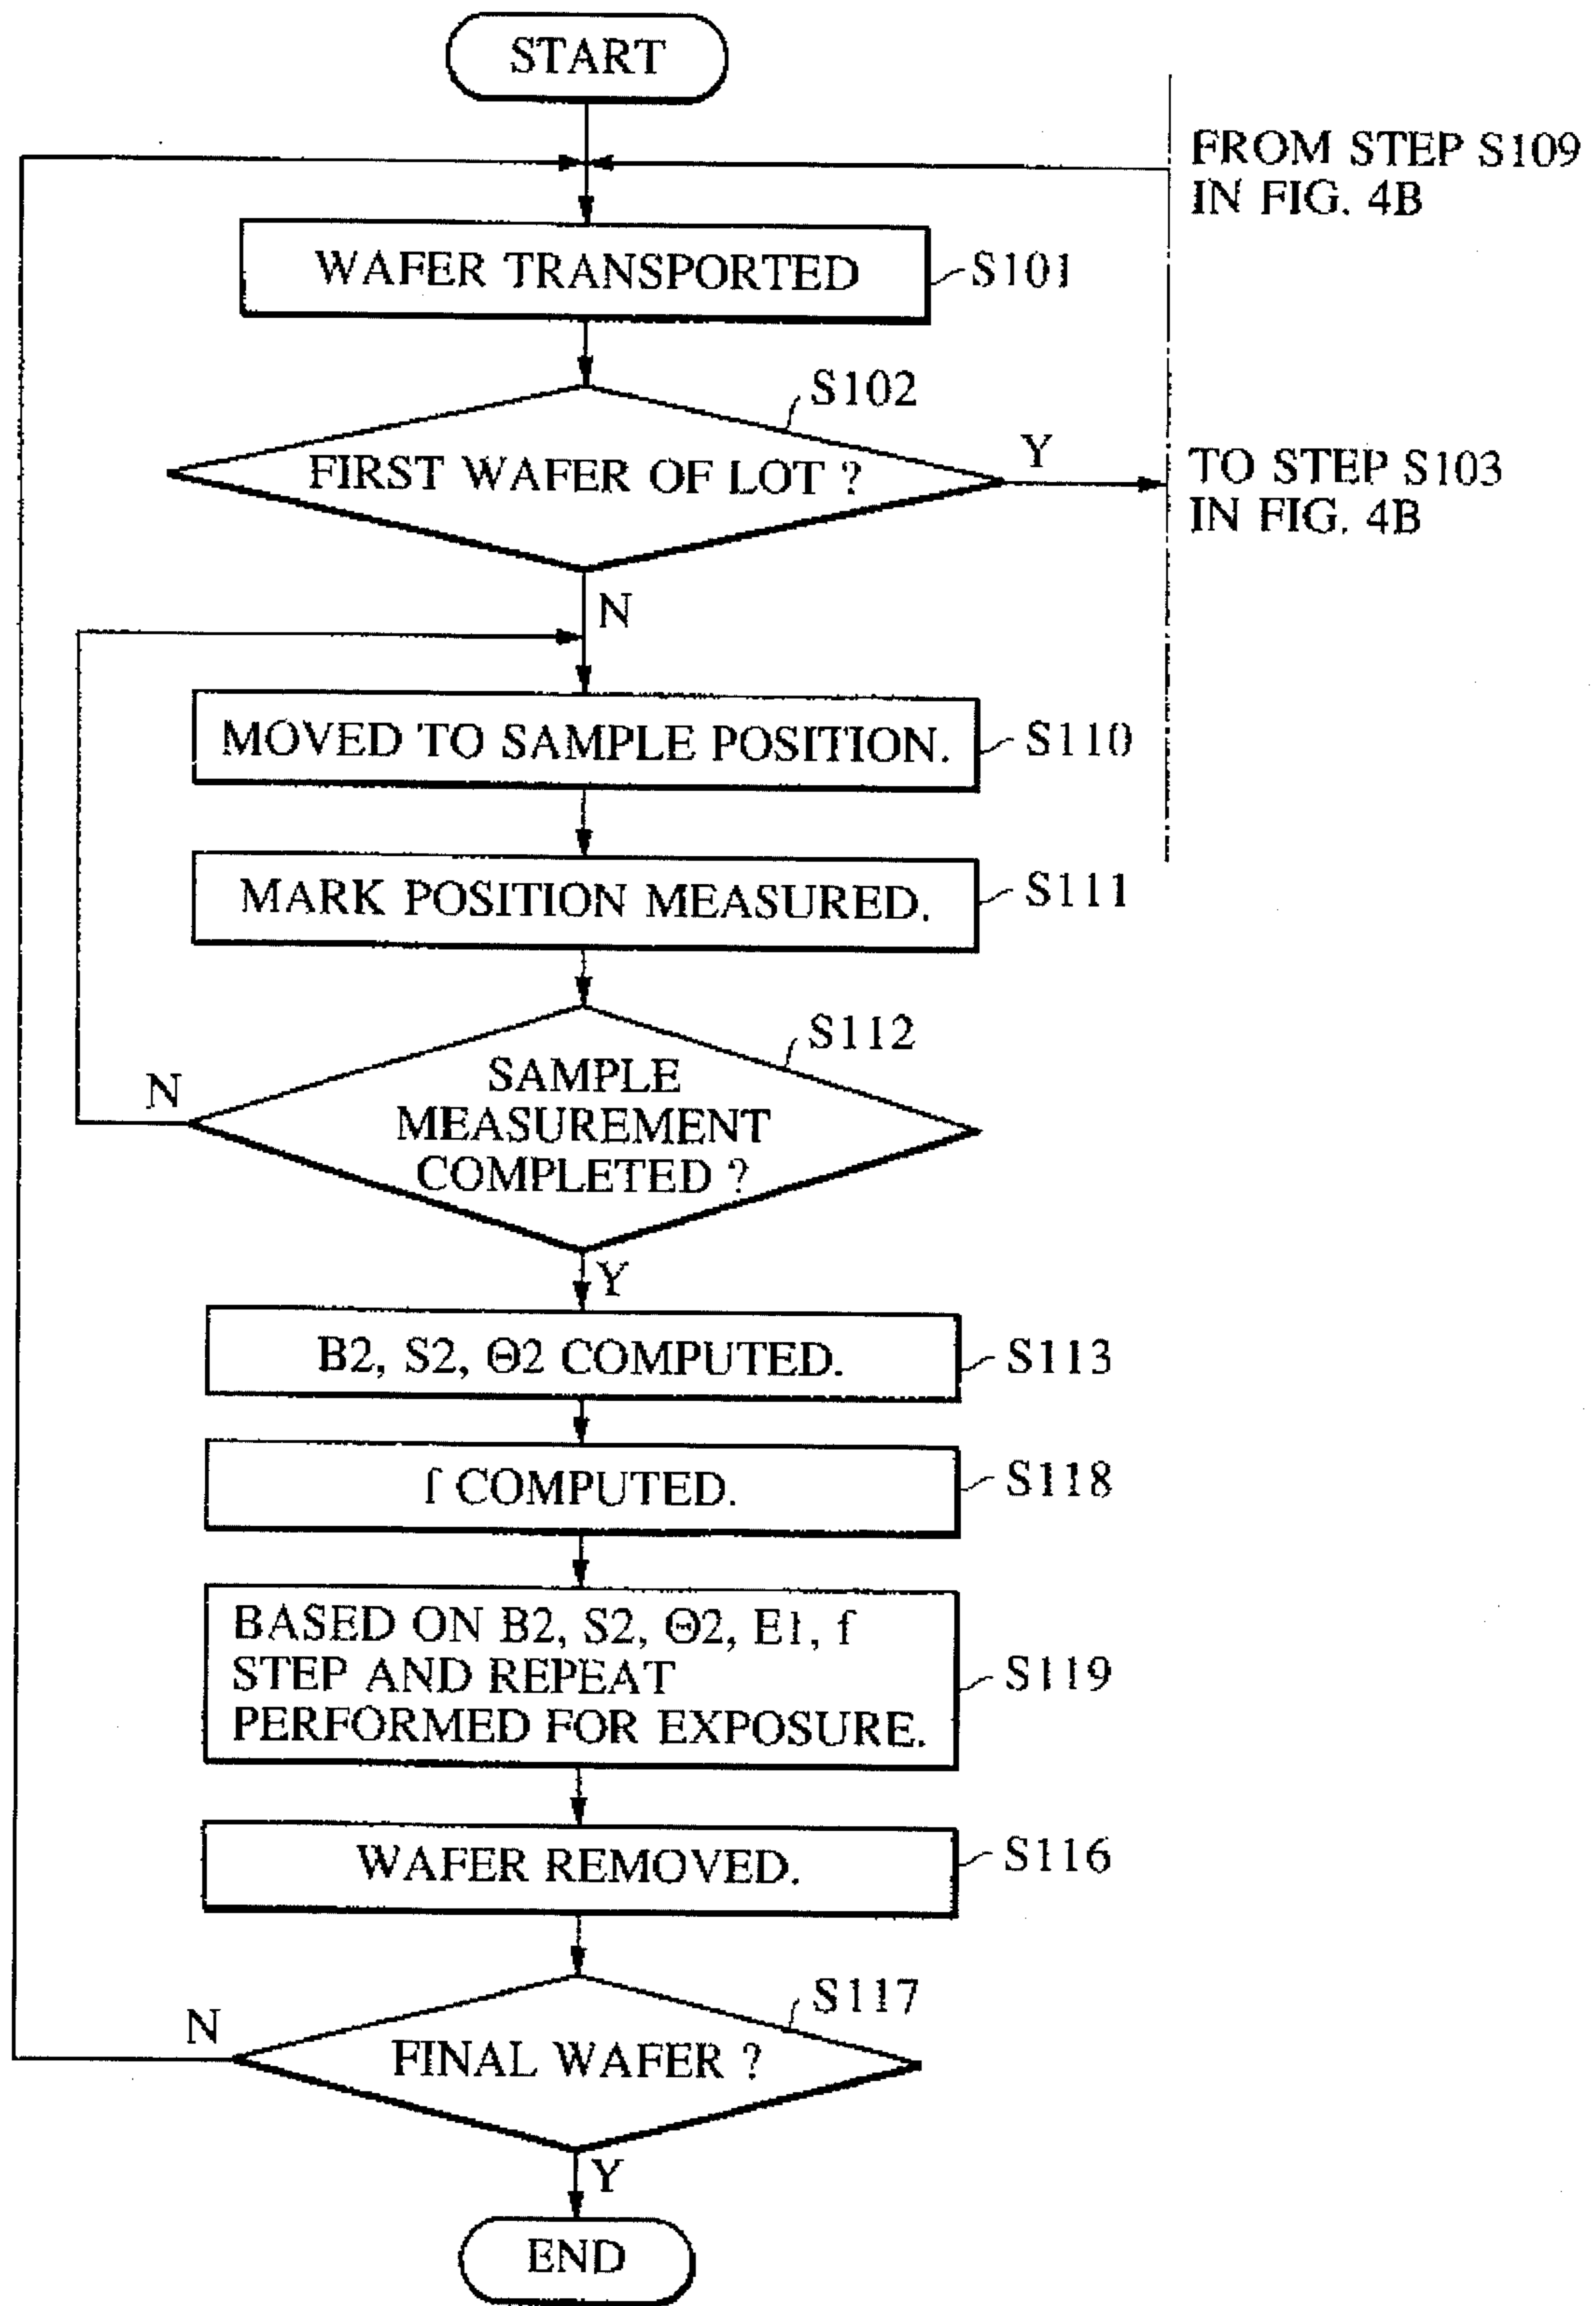 START
FROM STEP S109
IN FIG. 4B
WAFER TRANSPORTED
S101
S102
FIRST WAFER OF LOT ?
Y
TO STEP S103
IN FIG. 4B
N
MOVED TO SAMPLE POSITION.
S110
MARK POSITION MEASURED.
S111
S112
N
SAMPLE
MEASUREMENT
COMPLETED ?
Y
B2, S2, Θ2 COMPUTED.
S113
f COMPUTED.
S118
BASED ON B2, S2, Θ2, E1, f
STEP AND REPEAT
PERFORMED FOR EXPOSURE.
S119
WAFER REMOVED.
S116
S117
N
FINAL WAFER ?
Y
END